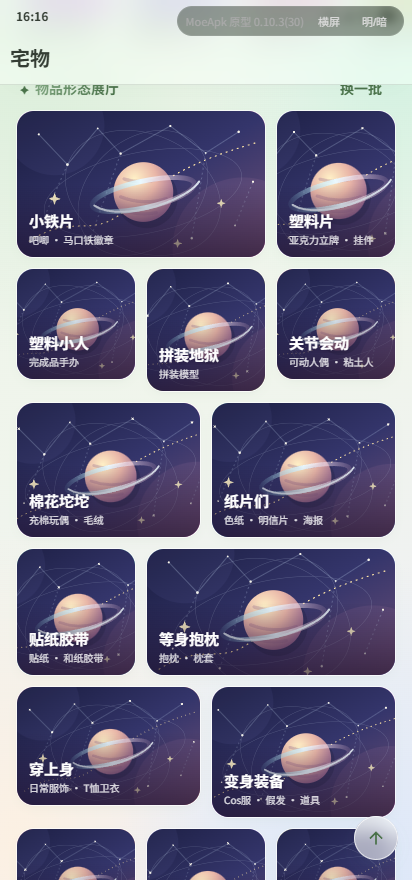 16:16
MoeApk 原型 0.10.3(30) 横屏 明/暗
宅物
物品形态展厅 换一批
小铁片
吧唧 · 马口铁徽章
塑料片
亚克力立牌 · 挂件
塑料小人
完成品手办
拼装地狱
拼装模型
关节会动
可动人偶 · 粘土人
棉花坨坨
充棉玩偶 · 毛绒
纸片们
色纸 · 明信片 · 海报
贴纸胶带
贴纸 · 和纸胶带
等身抱枕
抱枕 · 枕套
穿上身
日常服饰 · T恤卫衣
变身装备
Cos服 · 假发 · 道具